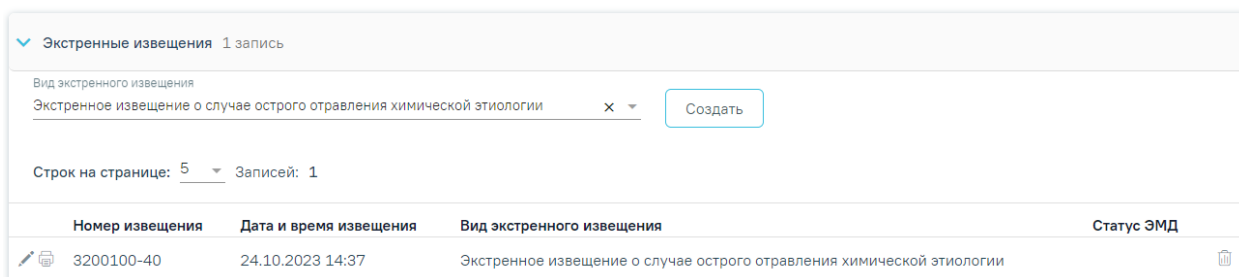 Экстренные извещения 1 запись
Вид экстренного извещения
Экстренное извещение о случае острого отравления химической этиологии
Создать
Строк на странице: 5 Записей: 1
Номер извещения Дата и время извещения Вид экстренного извещения Статус ЭМД
3200100-40 24.10.2023 14:37 Экстренное извещение о случае острого отравления химической этиологии